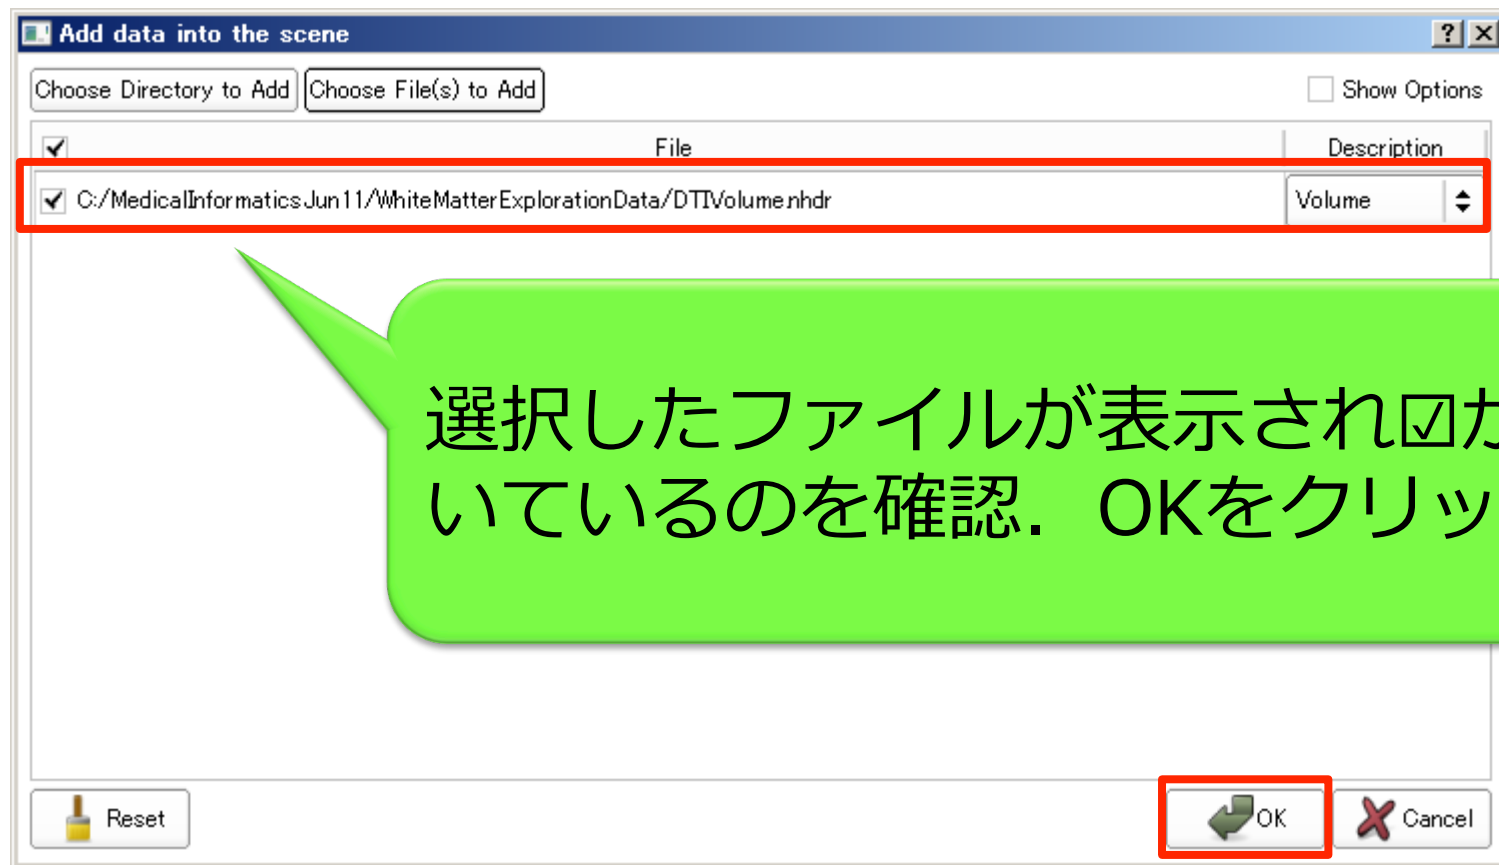 Add data into the scene
Choose Directory to Add Choose File(s) to Add Show Options
File Description
C:/MedicalInformaticsJun11/WhiteMatterExplorationData/DTIVolume.nhdr Volume
選択したファイルが表示され☑が
いているのを確認．OKをクリッ
Reset OK Cancel